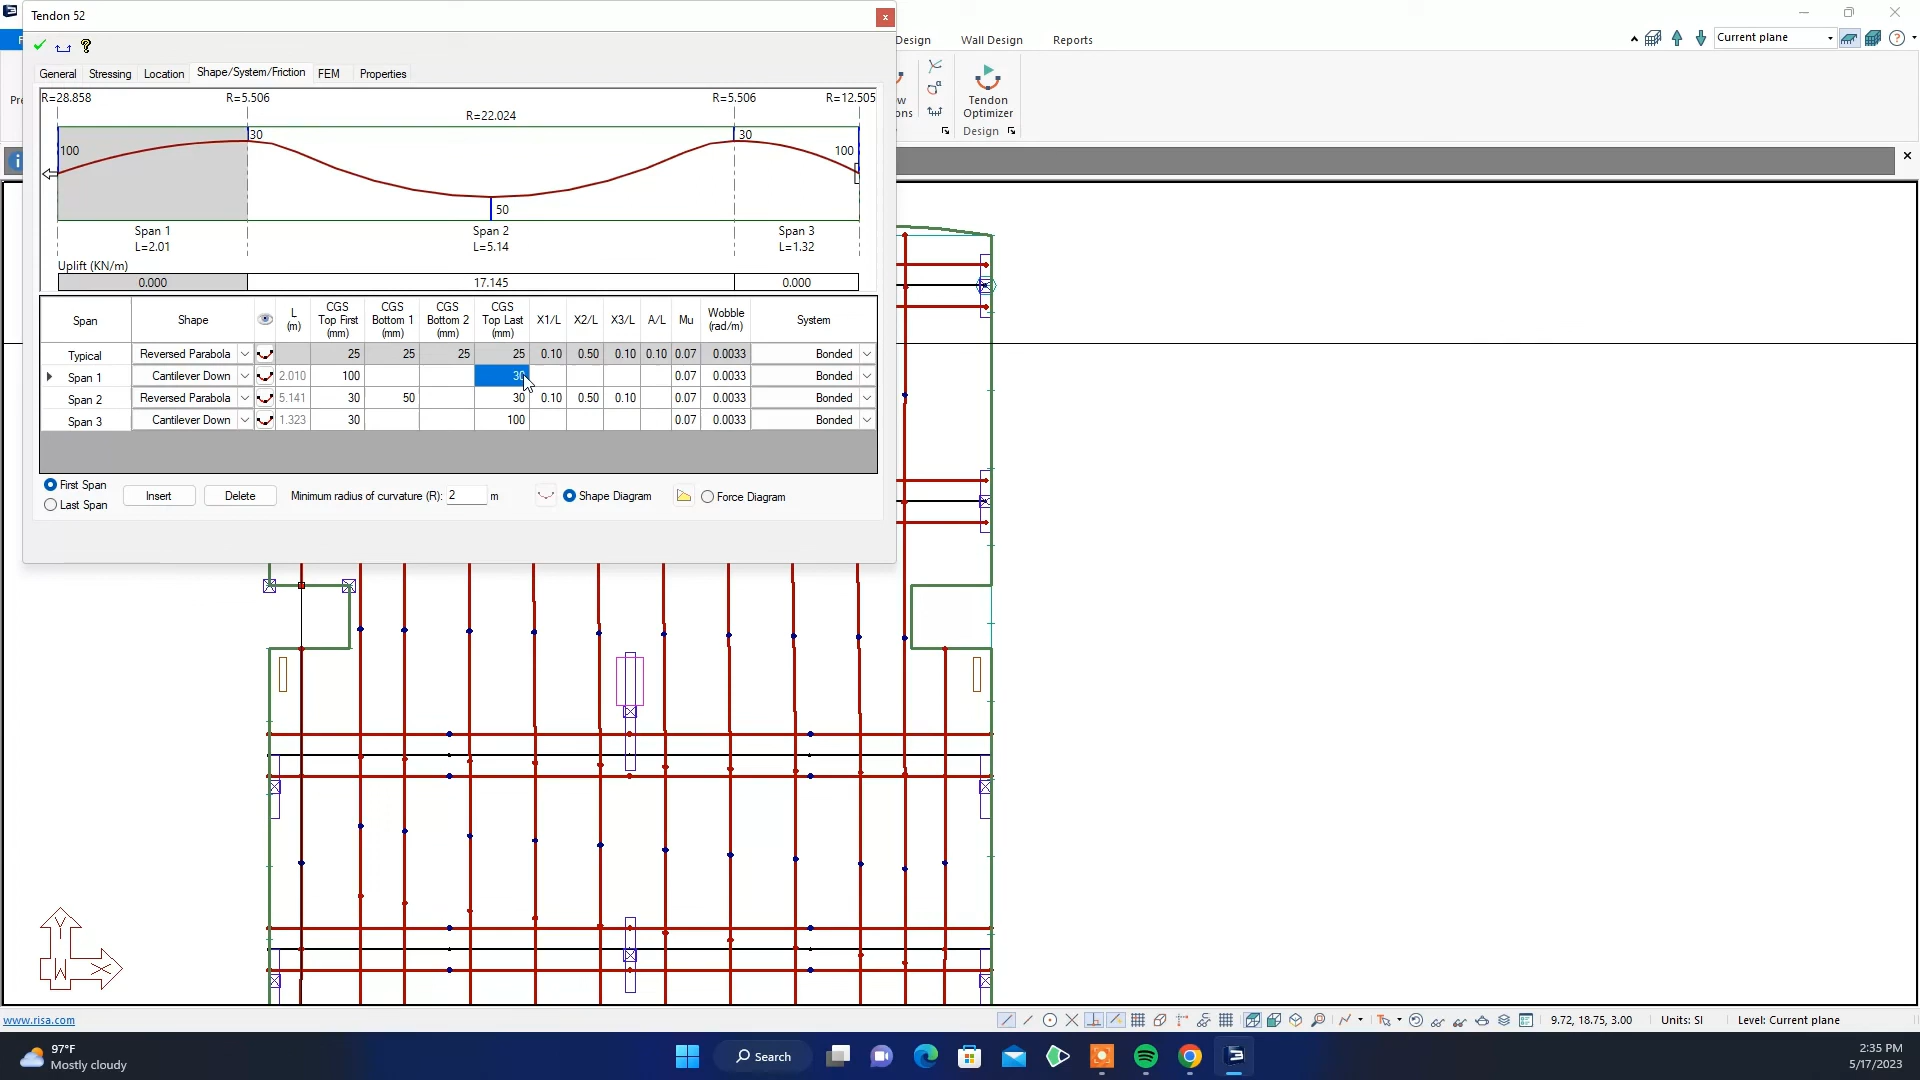 Tendon 52
x
Design
Wall Design
Reports
Current plane
General
Stressing
Location
Shape/System/Friction
FEM
Properties
Tendon
Optimizer
Design
R=28.858
R=5.506
R=5.506
R=12.505
R=22.024
30
30
100
100
50
Span 1
Span 2
Span 3
L=2.01
L=5.14
L=1.32
Uplift (KN/m)
0.000
17.145
0.000
Span Shape L (m) CGS Top First (mm) CGS Bottom 1 (mm) CGS Bottom 2 (mm) CGS Top Last (mm) X1/L X2/L X3/L A/L Mu Wobble (rad/m) System
Typical Reversed Parabola 25 25 25 25 0.10 0.50 0.10 0.10 0.07 0.0033 Bonded
Span 1 Cantilever Down 2.010 100 30 0.07 0.0033 Bonded
Span 2 Reversed Parabola 5.141 30 50 30 0.10 0.50 0.10 0.07 0.0033 Bonded
Span 3 Cantilever Down 1.323 30 100 0.07 0.0033 Bonded
First Span
Last Span
Insert
Delete
Minimum radius of curvature (R): 2 m
Shape Diagram
Force Diagram
Y
W
X
www.risa.com
9.72, 18.75, 3.00
Units: SI
Level: Current plane
97°F
Mostly cloudy
Search
2:35 PM
5/17/2023